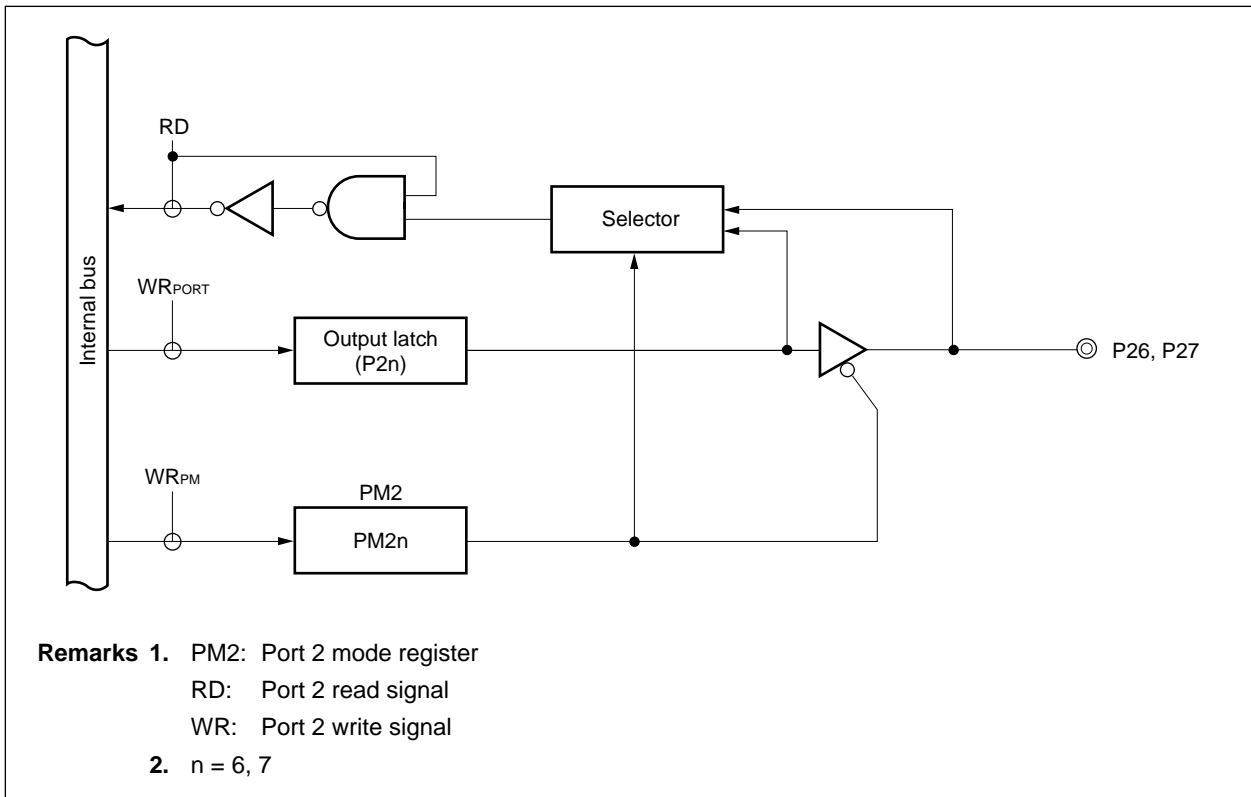 RD
Selector
Internal bus
WRPORT
Output latch
(P2n)
P26, P27
WRPM
PM2
PM2n
Remarks 1. PM2: Port 2 mode register
RD: Port 2 read signal
WR: Port 2 write signal
2. n = 6, 7